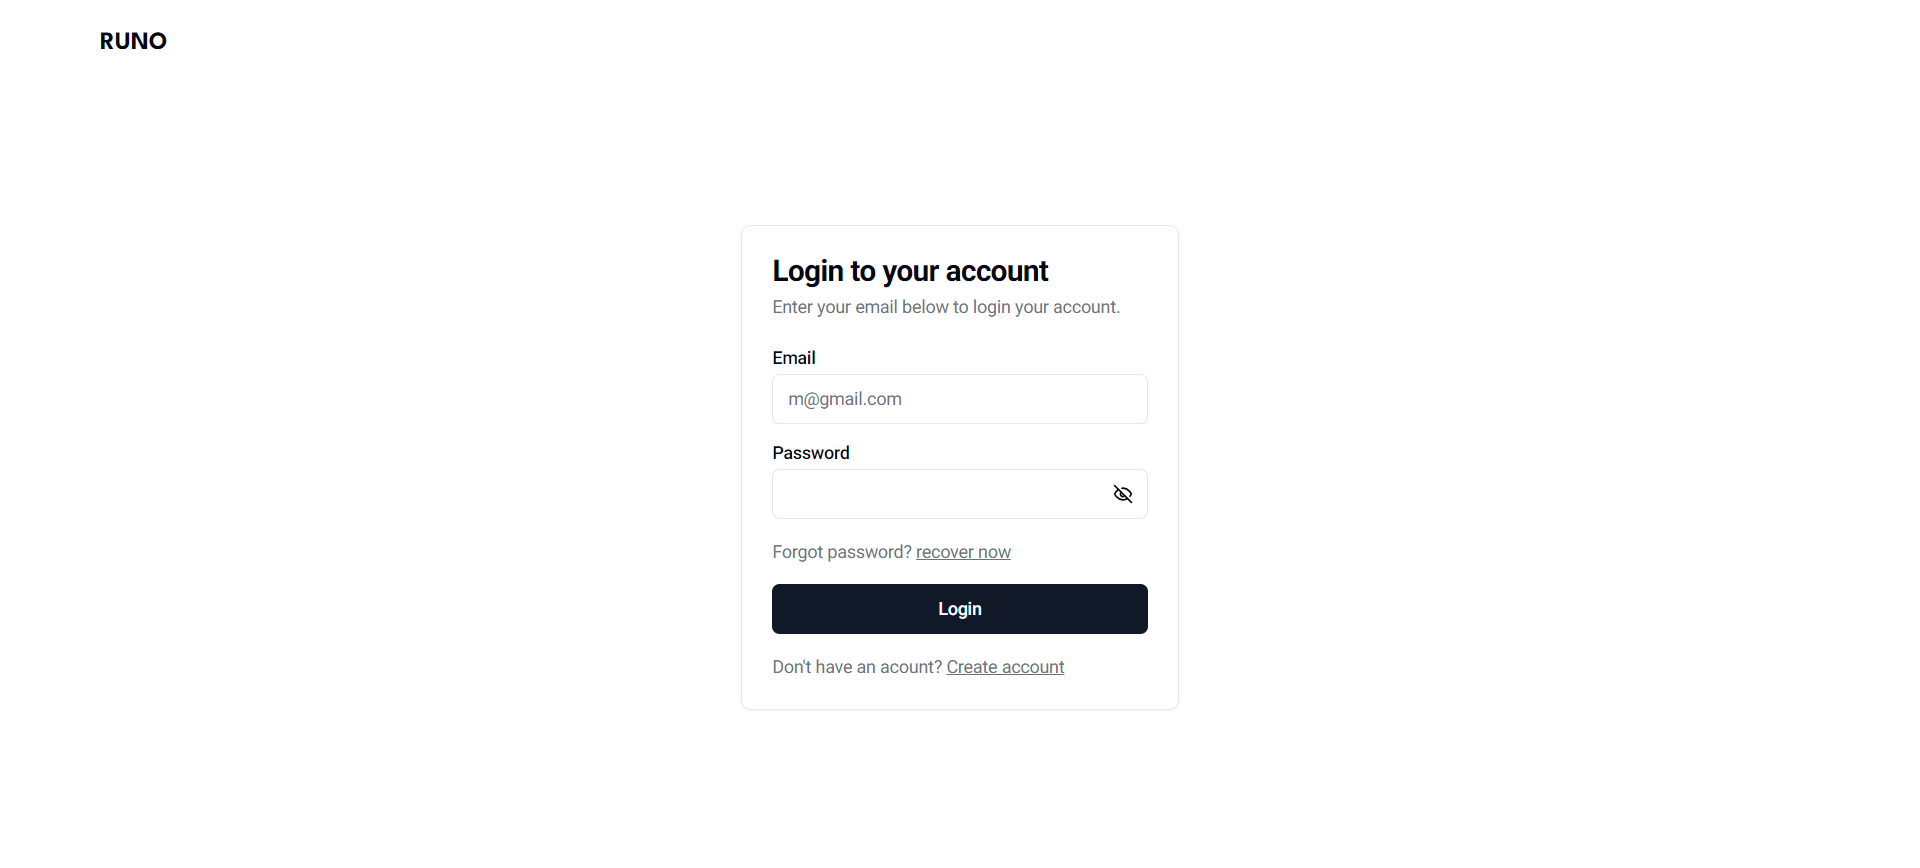 RUNO
Login to your account
Enter your email below to login your account.
Email
m@gmail.com
Password
Forgot password? recover now
Login
Don't have an acount? Create account